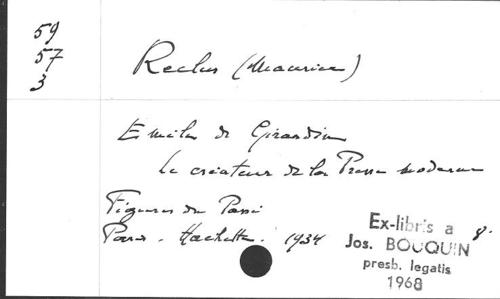 59
57
3
Reclus (Maurice)
Emile de Girardin
Le créateur de la Presse moderne
Figures du Passé
Paris. Hachette. 1934
8.
Ex-libris a
Jos. BOUQUIN
presb. legatis
1968